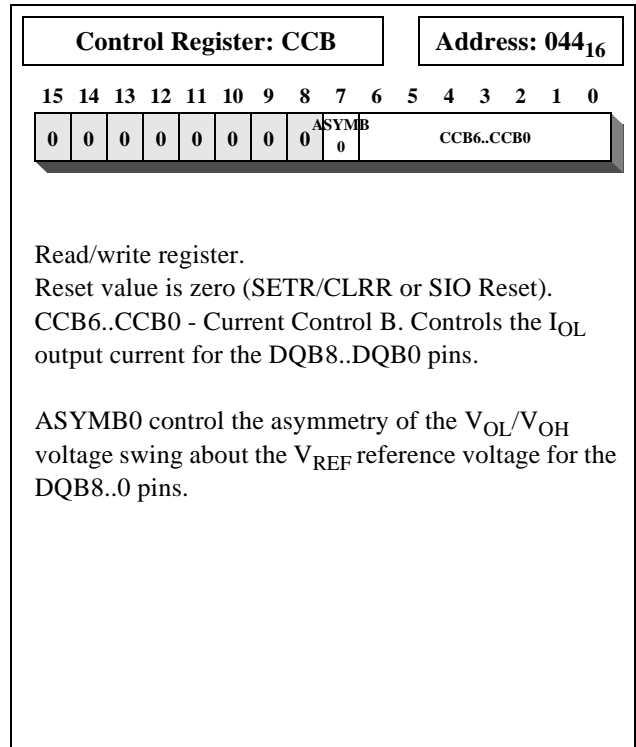 Control Register: CCB
Address: 044₁₆
15 14 13 12 11 10 9 8 7 6 5 4 3 2 1 0
0 0 0 0 0 0 0 0 ASYMB0 CCB6..CCB0
Read/write register.
Reset value is zero (SETR/CLRR or SIO Reset).
CCB6..CCB0 - Current Control B. Controls the I_OL
output current for the DQB8..DQB0 pins.
ASYMB0 control the asymmetry of the V_OL/V_OH
voltage swing about the V_REF reference voltage for the
DQB8..0 pins.